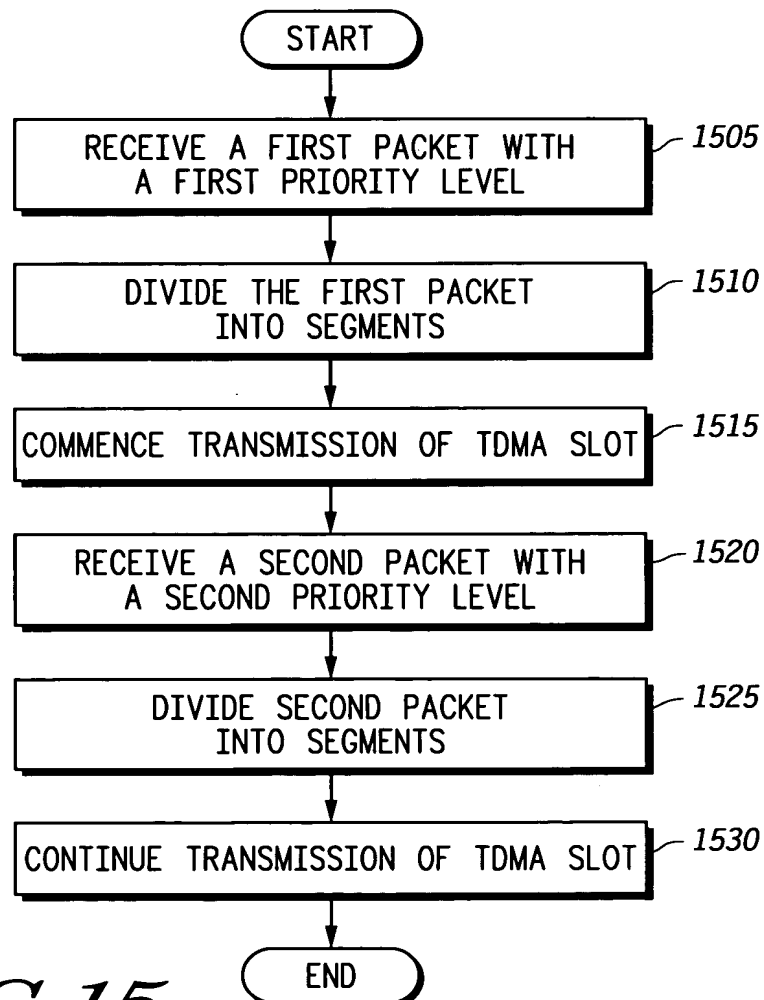 START
RECEIVE A FIRST PACKET WITH
A FIRST PRIORITY LEVEL
1505
DIVIDE THE FIRST PACKET
INTO SEGMENTS
1510
COMMENCE TRANSMISSION OF TDMA SLOT
1515
RECEIVE A SECOND PACKET WITH
A SECOND PRIORITY LEVEL
1520
DIVIDE SECOND PACKET
INTO SEGMENTS
1525
CONTINUE TRANSMISSION OF TDMA SLOT
1530
END